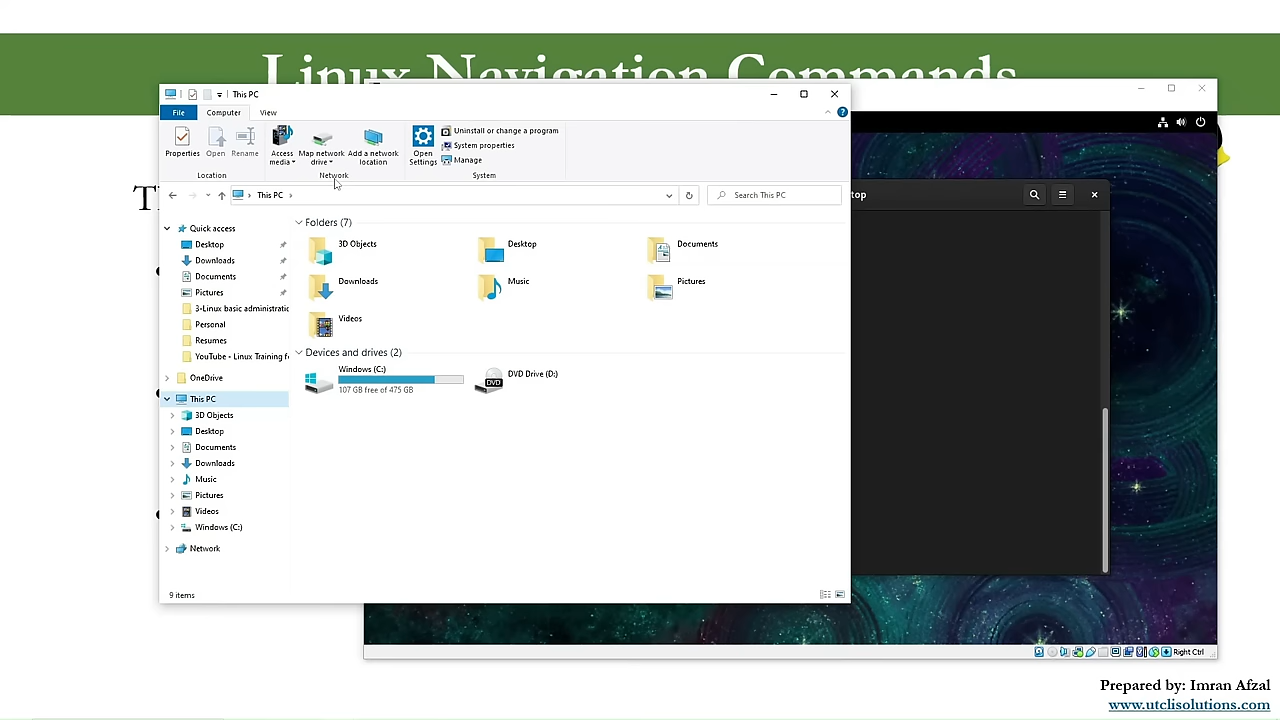 Linux Navigation Commands
This PC
File
Computer
View
Properties
Open
Rename
Access media
Map network drive
Add a network location
Open Settings
Uninstall or change a program
System properties
Manage
Location
Network
System
This PC
Search This PC
top
Quick access
Desktop
Downloads
Documents
Pictures
3-Linux basic administratic
Personal
Resumes
YouTube - Linux Training f
OneDrive
This PC
3D Objects
Desktop
Documents
Downloads
Music
Pictures
Videos
Windows (C:)
Network
Folders (7)
3D Objects
Desktop
Documents
Downloads
Music
Pictures
Videos
Devices and drives (2)
Windows (C:)
107 GB free of 475 GB
DVD Drive (D:)
DVD
9 items
Right Ctrl
Prepared by: Imran Afzal
www.utclisolutions.com